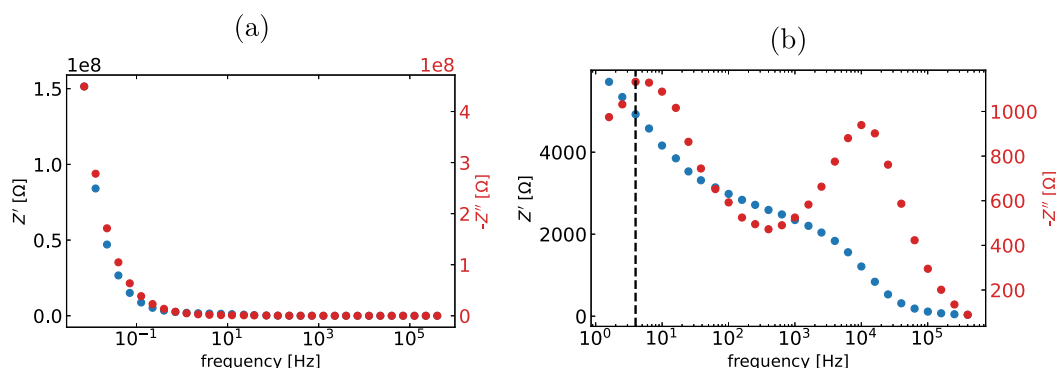 (a)
1e8
1e8
1.5
1.0
0.5
0.0
Z′ [Ω]
4
3
2
1
0
-Z″ [Ω]
10⁻¹
10¹
10³
10⁵
frequency [Hz]
(b)
4000
2000
0
Z′ [Ω]
1000
800
600
400
200
-Z″ [Ω]
10⁰
10¹
10²
10³
10⁴
10⁵
frequency [Hz]